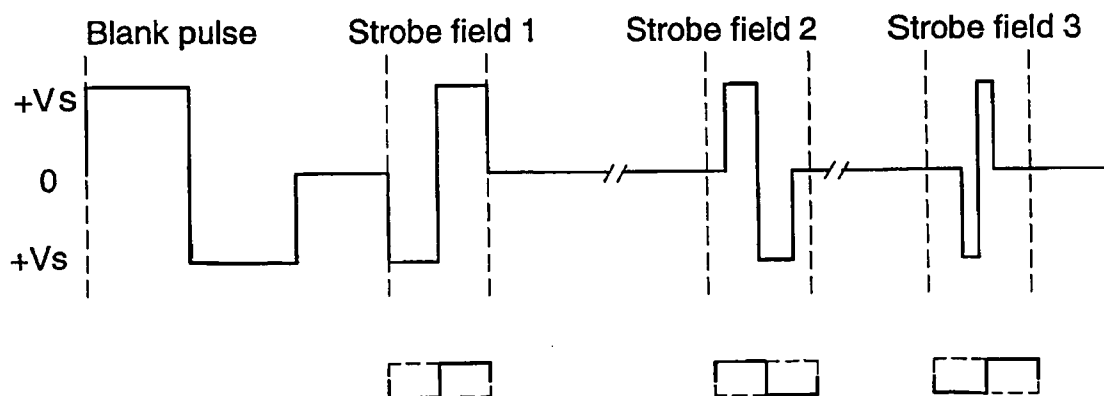 Blank pulse
Strobe field 1
Strobe field 2
Strobe field 3
+Vs
0
+Vs